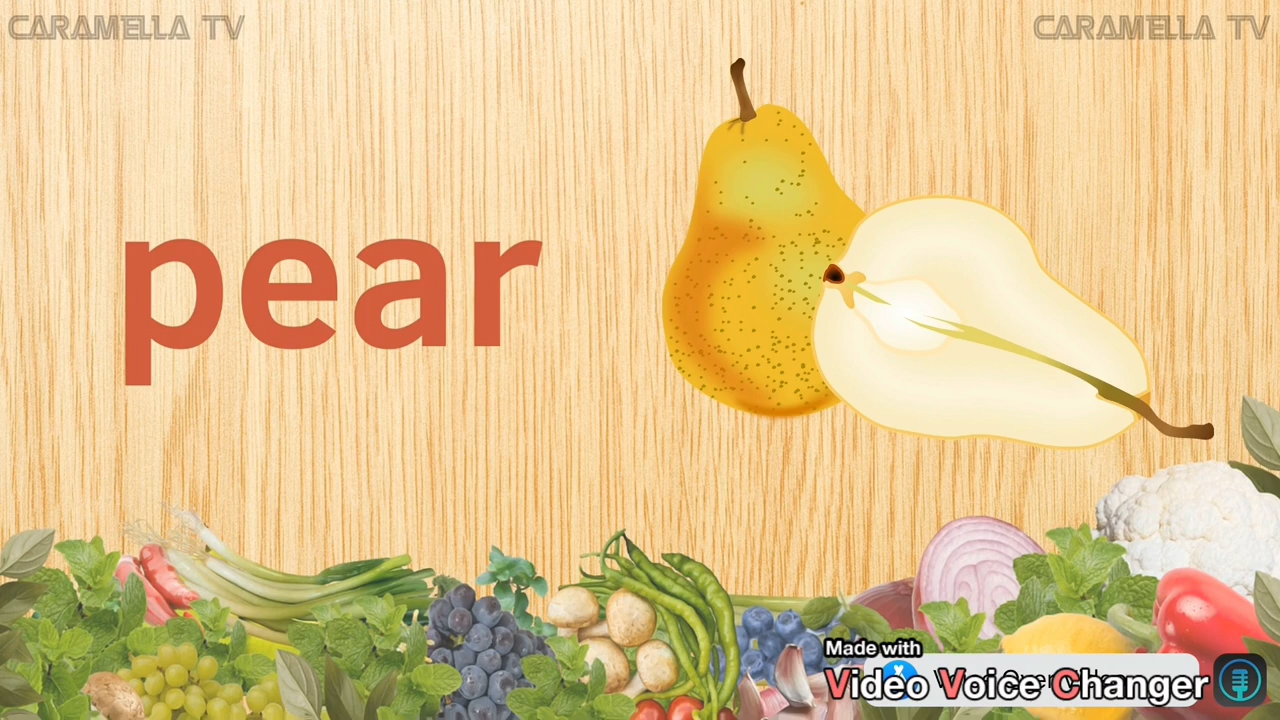 CARAMELLA TV
CARAMELLA TV
pear
Made with
Video Voice Changer